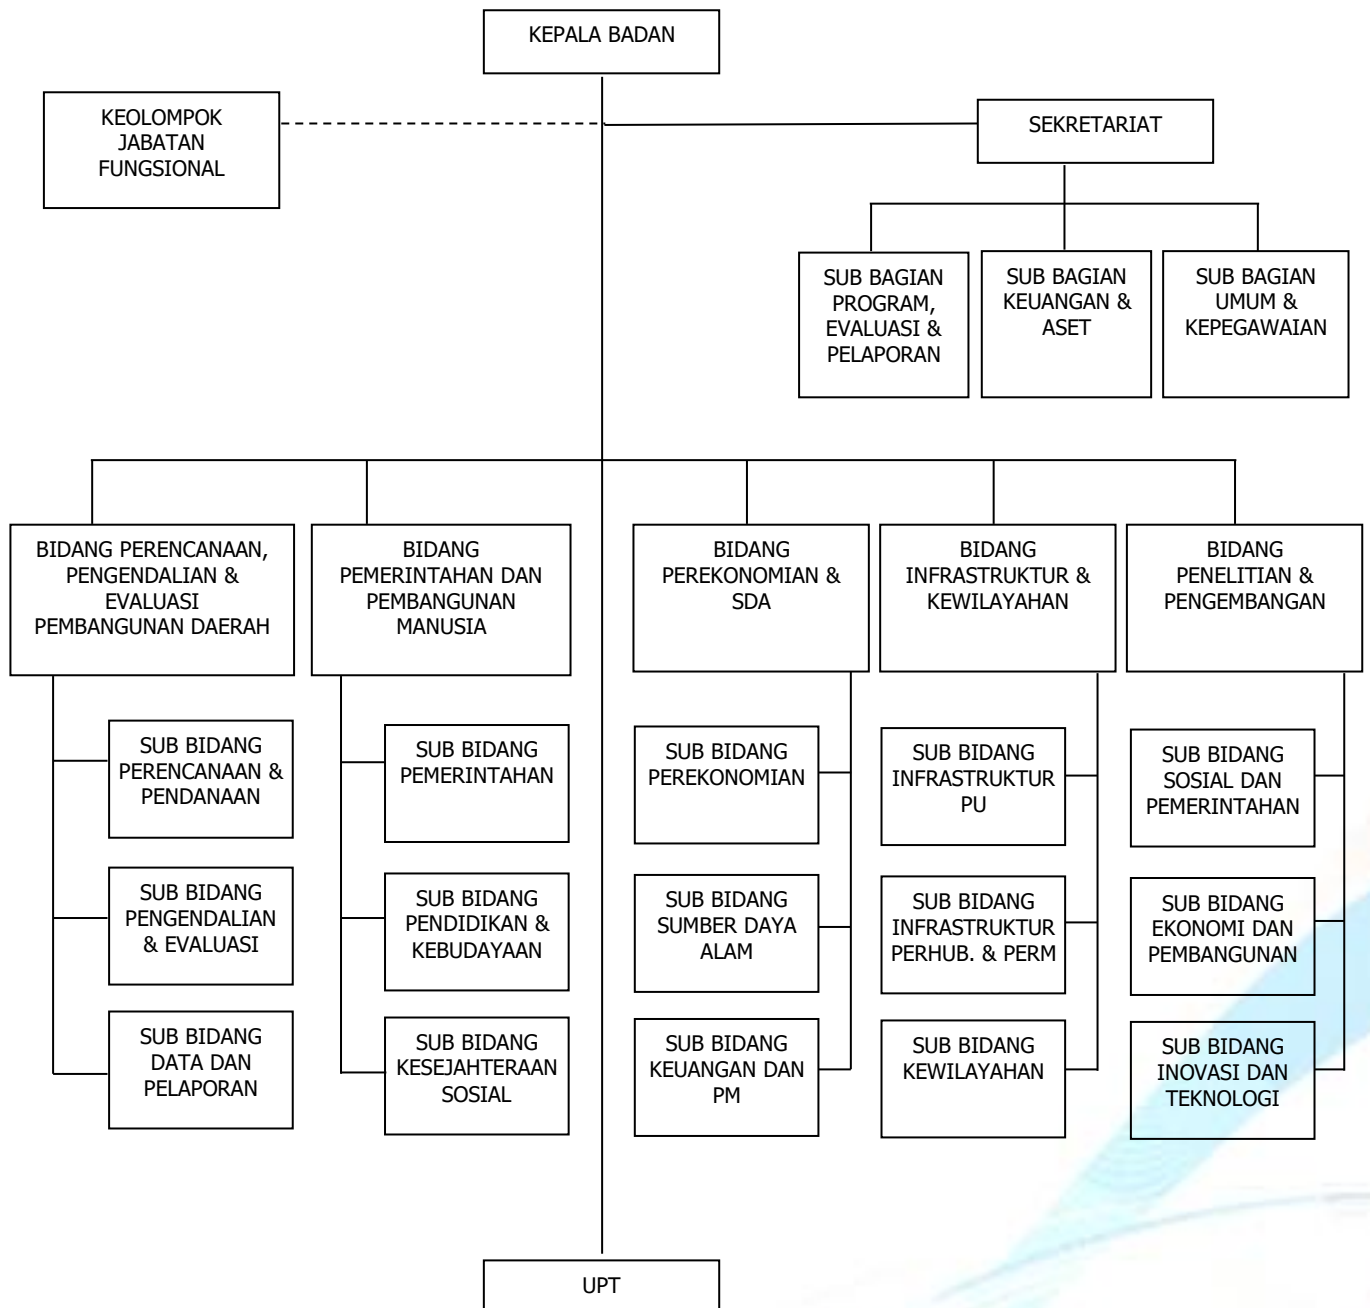 KEPALA BADAN
KEOLOMPOK
JABATAN
FUNGSIONAL
SEKRETARIAT
SUB BAGIAN
PROGRAM,
EVALUASI &
PELAPORAN
SUB BAGIAN
KEUANGAN &
ASET
SUB BAGIAN
UMUM &
KEPEGAWAIAN
BIDANG PERENCANAAN,
PENGENDALIAN &
EVALUASI
PEMBANGUNAN DAERAH
BIDANG
PEMERINTAHAN DAN
PEMBANGUNAN
MANUSIA
BIDANG
PEREKONOMIAN &
SDA
BIDANG
INFRASTRUKTUR &
KEWILAYAHAN
BIDANG
PENELITIAN &
PENGEMBANGAN
SUB BIDANG
PERENCANAAN &
PENDANAAN
SUB BIDANG
PEMERINTAHAN
SUB BIDANG
PEREKONOMIAN
SUB BIDANG
INFRASTRUKTUR
PU
SUB BIDANG
SOSIAL DAN
PEMERINTAHAN
SUB BIDANG
PENGENDALIAN
& EVALUASI
SUB BIDANG
PENDIDIKAN &
KEBUDAYAAN
SUB BIDANG
SUMBER DAYA
ALAM
SUB BIDANG
INFRASTRUKTUR
PERHUB. & PERM
SUB BIDANG
EKONOMI DAN
PEMBANGUNAN
SUB BIDANG
DATA DAN
PELAPORAN
SUB BIDANG
KESEJAHTERAAN
SOSIAL
SUB BIDANG
KEUANGAN DAN
PM
SUB BIDANG
KEWILAYAHAN
SUB BIDANG
INOVASI DAN
TEKNOLOGI
UPT